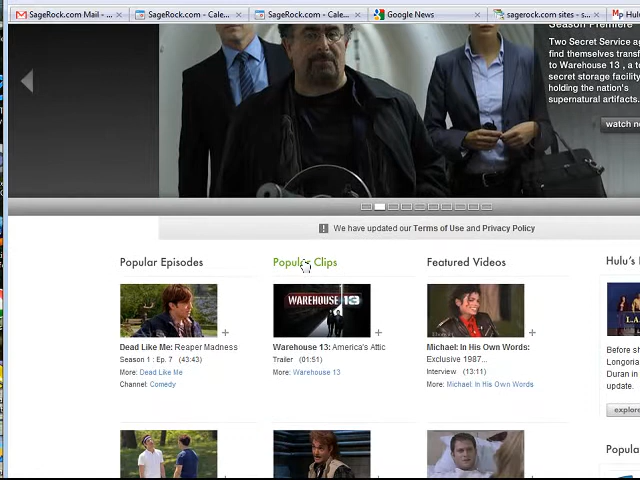 SageRock.com Mail - ...
SageRock.com - Cale...
SageRock.com - Cale...
Google News
sagerock.com sites - s...
Hul
Season Premiere
Two Secret Service
find themselves
to Warehouse 13 , a
secret storage facility
holding the nation's
supernatural artifacts.
watch
We have updated our Terms of Use and Privacy Policy
Popular Episodes
Popular Clips
Featured Videos
Hulu's
WAREHOUSE 13
Dead Like Me: Reaper Madness
Season 1 : Ep. 7 (43:43)
More: Dead Like Me
Channel: Comedy
Warehouse 13: America's Attic
Trailer (01:51)
More: Warehouse 13
Michael: In His Own Words:
Exclusive 1987...
Interview (13:11)
More: Michael: In His Own Words
LA
Before
Longoria
Duran in
update.
explore
Popula